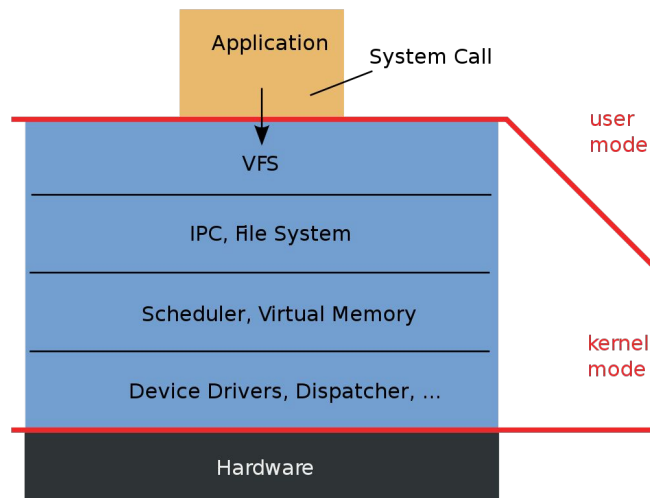 Application
System Call
user
mode
VFS
IPC, File System
Scheduler, Virtual Memory
kernel
mode
Device Drivers, Dispatcher, ...
Hardware